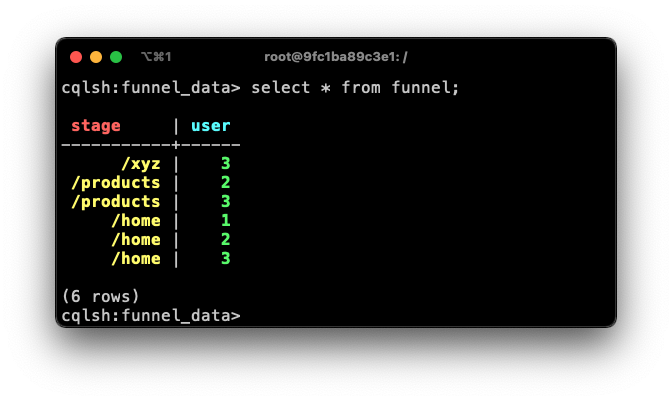 ⌥⌘1 root@9fc1ba89c3e1: /
cqlsh:funnel_data> select * from funnel;
stage | user
-----------+------
/xyz | 3
/products | 2
/products | 3
/home | 1
/home | 2
/home | 3
(6 rows)
cqlsh:funnel_data>